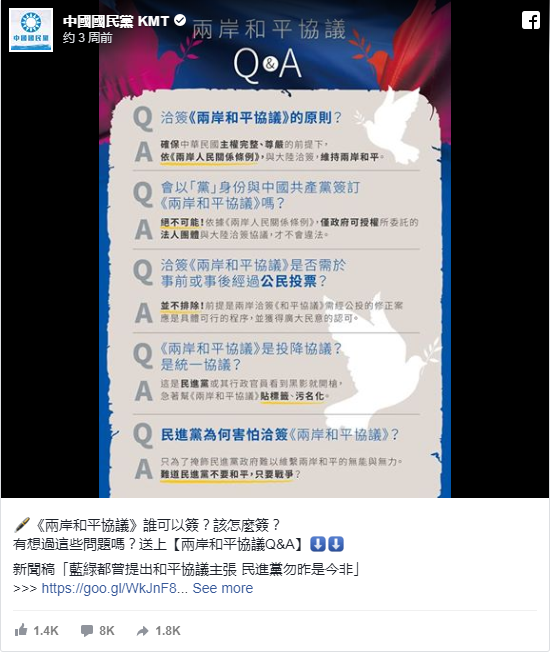 中國國民黨 KMT
约 3 周前
中國國民黨
兩岸和平協議
Q&A
Q 洽簽《兩岸和平協議》的原則？
A 確保中華民國主權完整、尊嚴的前提下，
依《兩岸人民關係條例》，與大陸洽簽，維持兩岸和平。
Q 會以「黨」身份與中國共產黨簽訂
《兩岸和平協議》嗎？
A 絕不可能！依據《兩岸人民關係條例》，僅政府可授權所委託的
法人團體與大陸洽簽協議，才不會違法。
Q 洽簽《兩岸和平協議》是否需於
事前或事後經過公民投票？
A 並不排除！前提是兩岸洽簽《和平協議》需經公投的修正案
應是具體可行的程序，並獲得廣大民意的認可。
Q 《兩岸和平協議》是投降協議？
是統一協議？
A 這是民進黨或其行政官員看到黑影就開槍，
急著幫《兩岸和平協議》貼標籤、污名化。
Q 民進黨為何害怕洽簽《兩岸和平協議》？
A 只為了掩飾民進黨政府難以維繫兩岸和平的無能與無力。
難道民進黨不要和平，只要戰爭？
🖋️《兩岸和平協議》誰可以簽？該怎麼簽？
有想過這些問題嗎？送上【兩岸和平協議Q&A】⬇️⬇️
新聞稿「藍綠都曾提出和平協議主張 民進黨勿昨是今非」
>>> https://goo.gl/WkJnF8... See more
1.4K 8K 1.8K